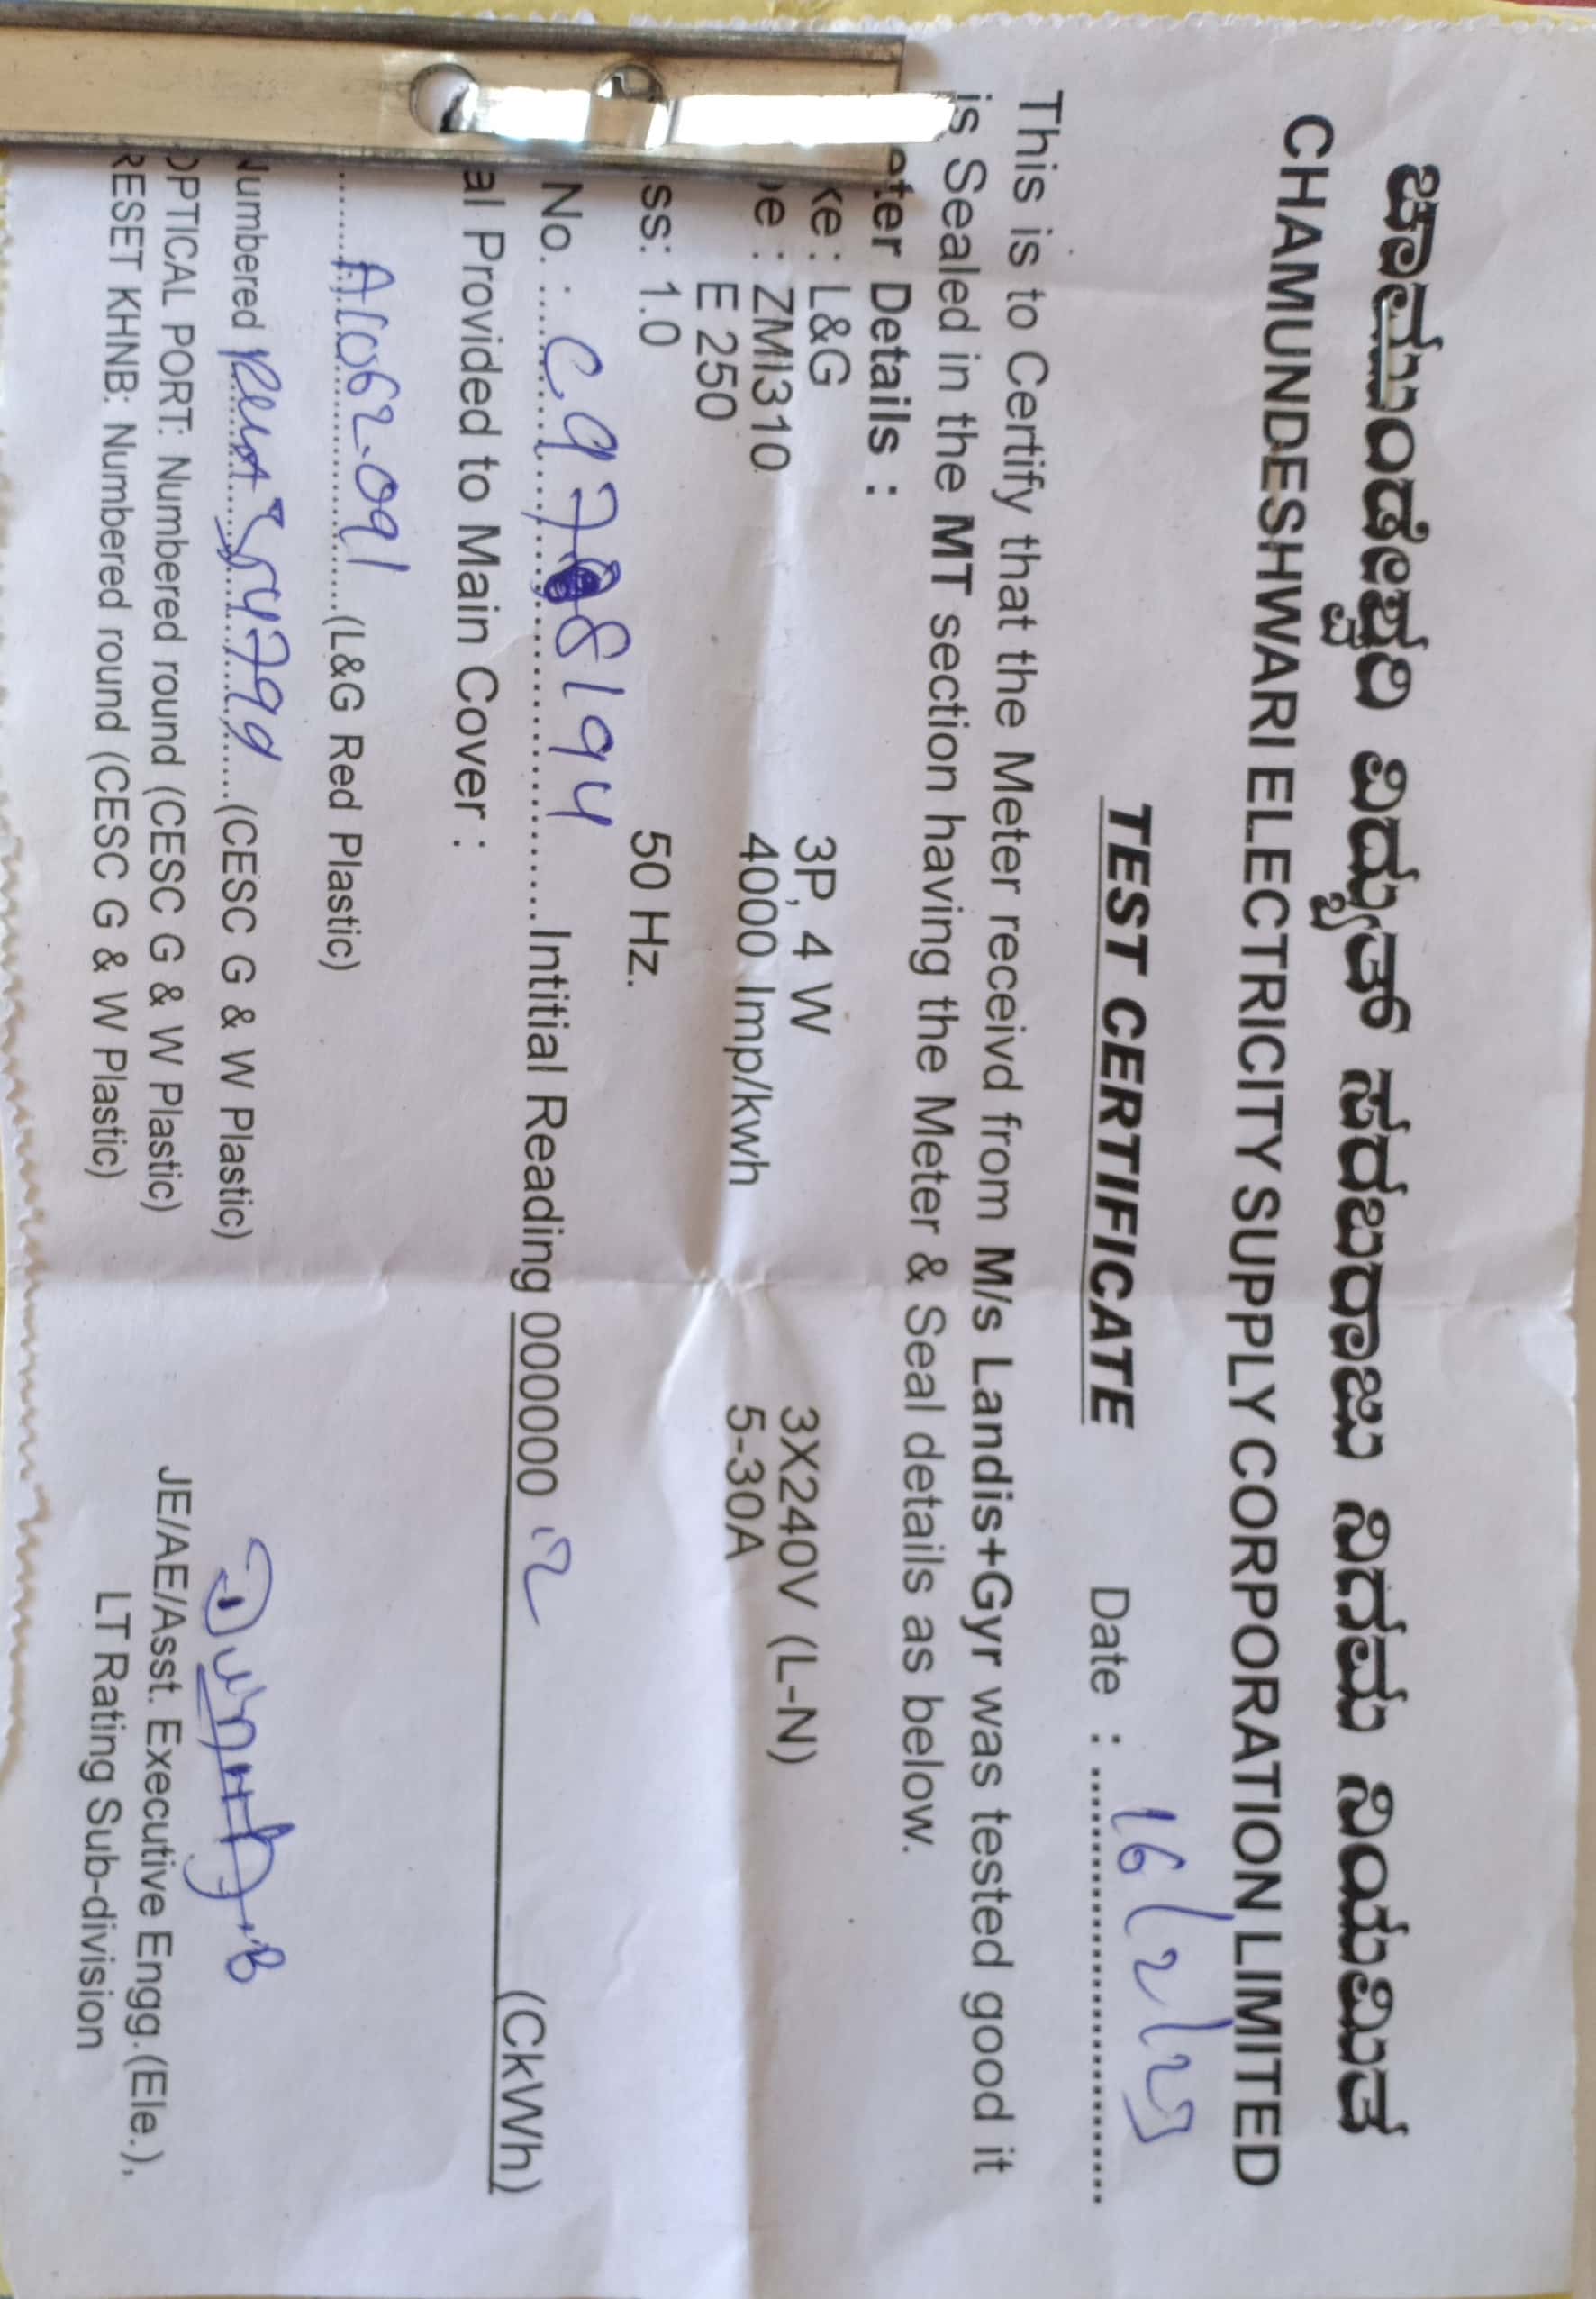 ಚಾಮುಂಡೇಶ್ವರಿ ವಿದ್ಯುತ್ ಸರಬರಾಜು ನಿಗಮ ನಿಯಮಿತ
CHAMUNDESHWARI ELECTRICITY SUPPLY CORPORATION LIMITED
TEST CERTIFICATE Date : 16/2/23
This is to Certify that the Meter receivd from M/s Landis+Gyr was tested good it
is Sealed in the MT section having the Meter & Seal details as below.
eter Details :
ke : L&G 3P, 4 W 3X240V (L-N)
pe : ZMI310 4000 Imp/kwh 5-30A
E 250
ss: 1.0 50 Hz.
No. : Intitial Reading 000000 (CkWh)
al Provided to Main Cover :
(L&G Red Plastic)
Numbered (CESC G & W Plastic)
OPTICAL PORT: Numbered round (CESC G & W Plastic)
RESET KHNB: Numbered round (CESC G & W Plastic)
JE/AE/Asst. Executive Engg.(Ele.),
LT Rating Sub-division